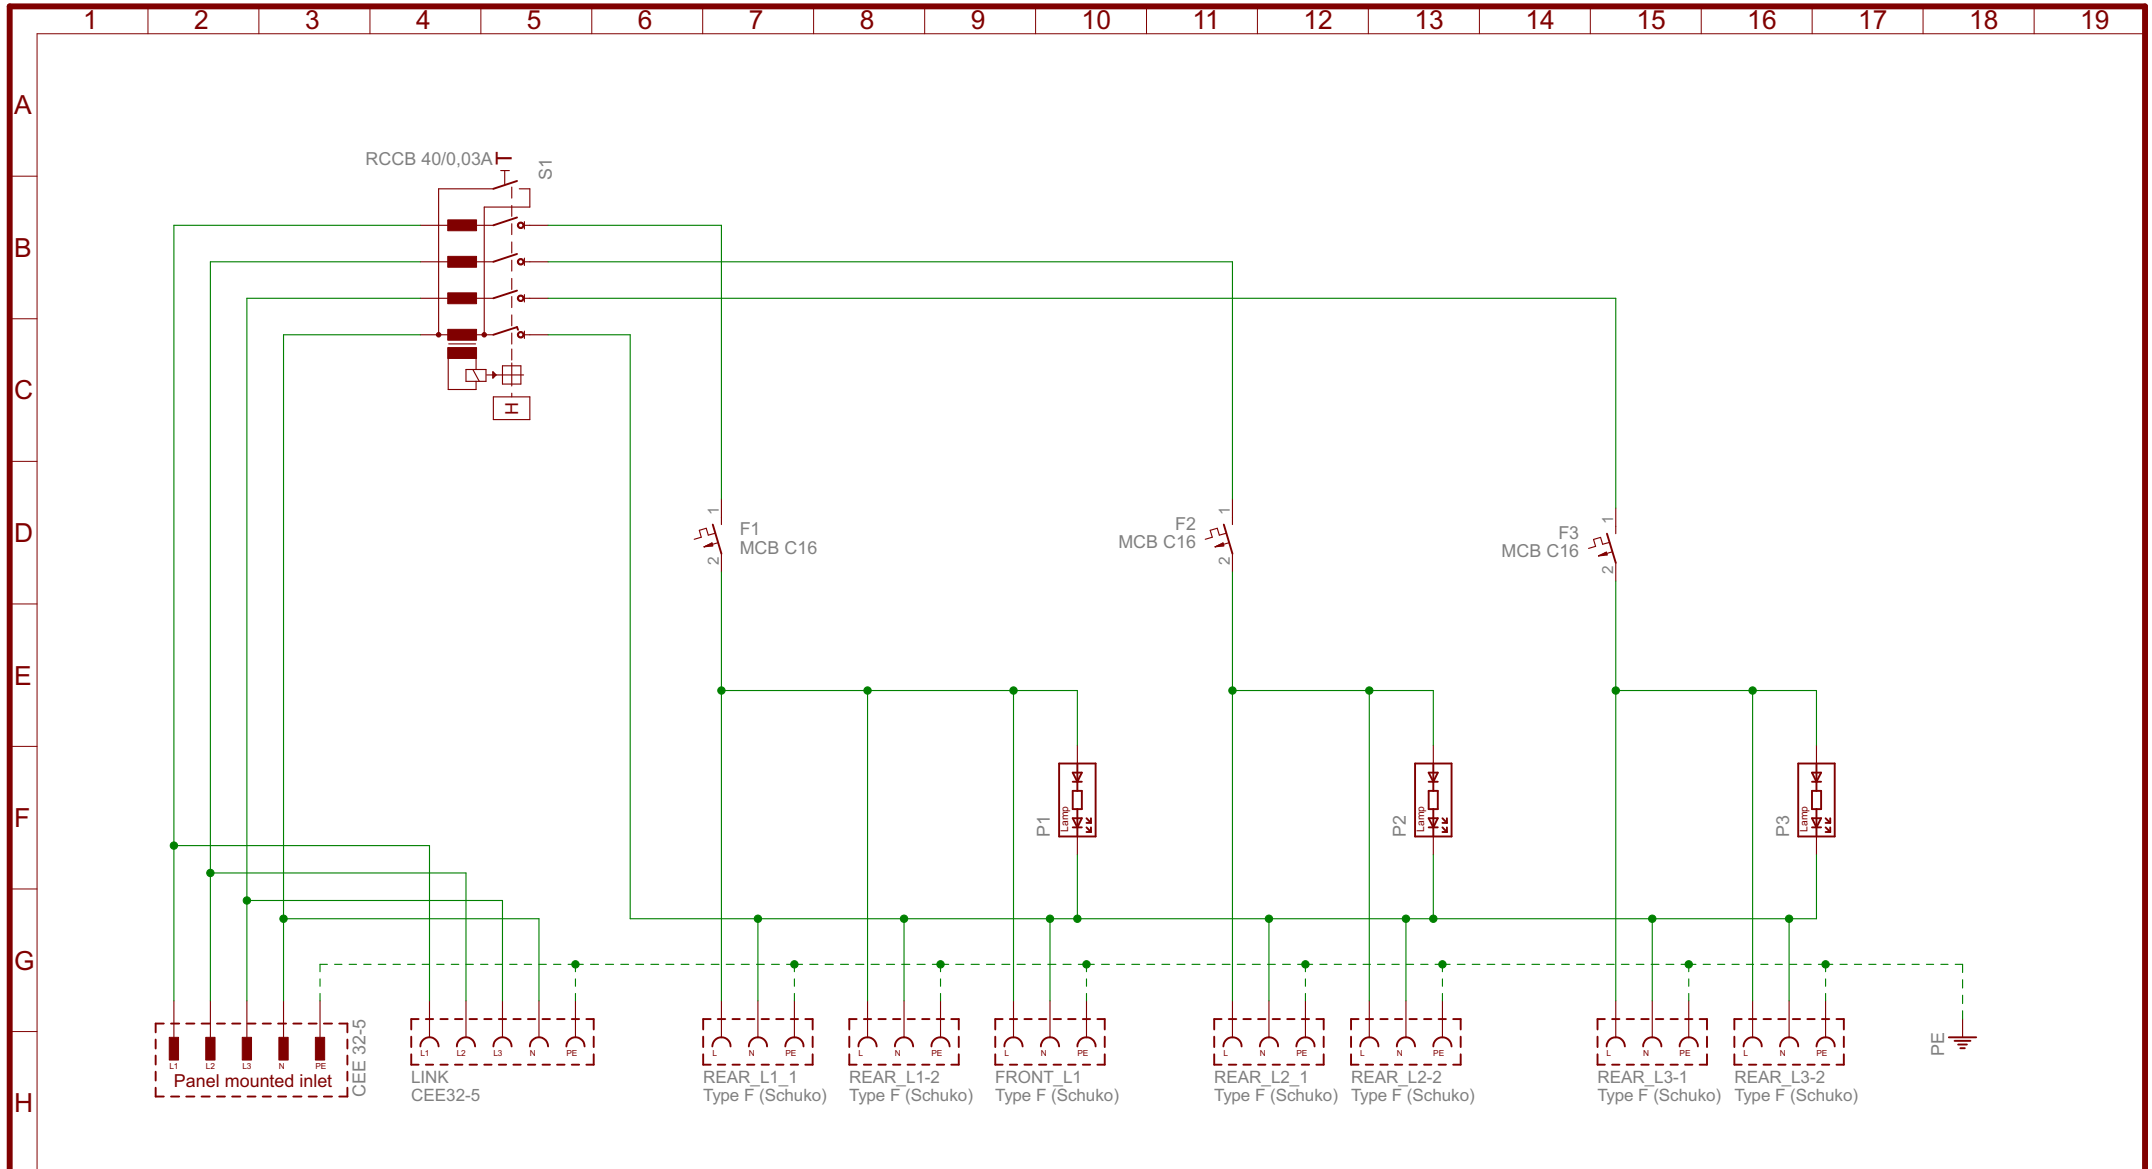 1 2 3 4 5 6 7 8 9 10 11 12 13 14 15 16 17 18 19
A
RCCB 40/0,03A
S1
B
C
D
1
F1
MCB C16
2
1
F2
MCB C16
2
1
F3
MCB C16
2
E
F
P1
Lamp
P2
Lamp
P3
Lamp
G
L1 L2 L3 N PE
Panel mounted inlet
CEE 32-5
L1 L2 L3 N PE
LINK
CEE32-5
L N PE
REAR_L1_1
Type F (Schuko)
L N PE
REAR_L1-2
Type F (Schuko)
L N PE
FRONT_L1
Type F (Schuko)
L N PE
REAR_L2_1
Type F (Schuko)
L N PE
REAR_L2-2
Type F (Schuko)
L N PE
REAR_L3-1
Type F (Schuko)
L N PE
REAR_L3-2
Type F (Schuko)
PE
H